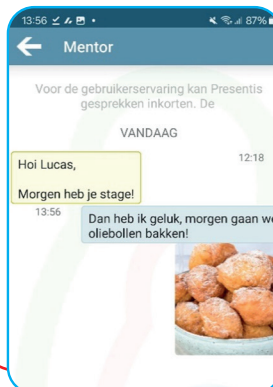 13:56
87%
Mentor
Voor de gebruikerservaring kan Presentis
gesprekken inkorten. De
VANDAAG
12:18
Hoi Lucas,
Morgen heb je stage!
13:56
Dan heb ik geluk, morgen gaan we
oliebollen bakken!